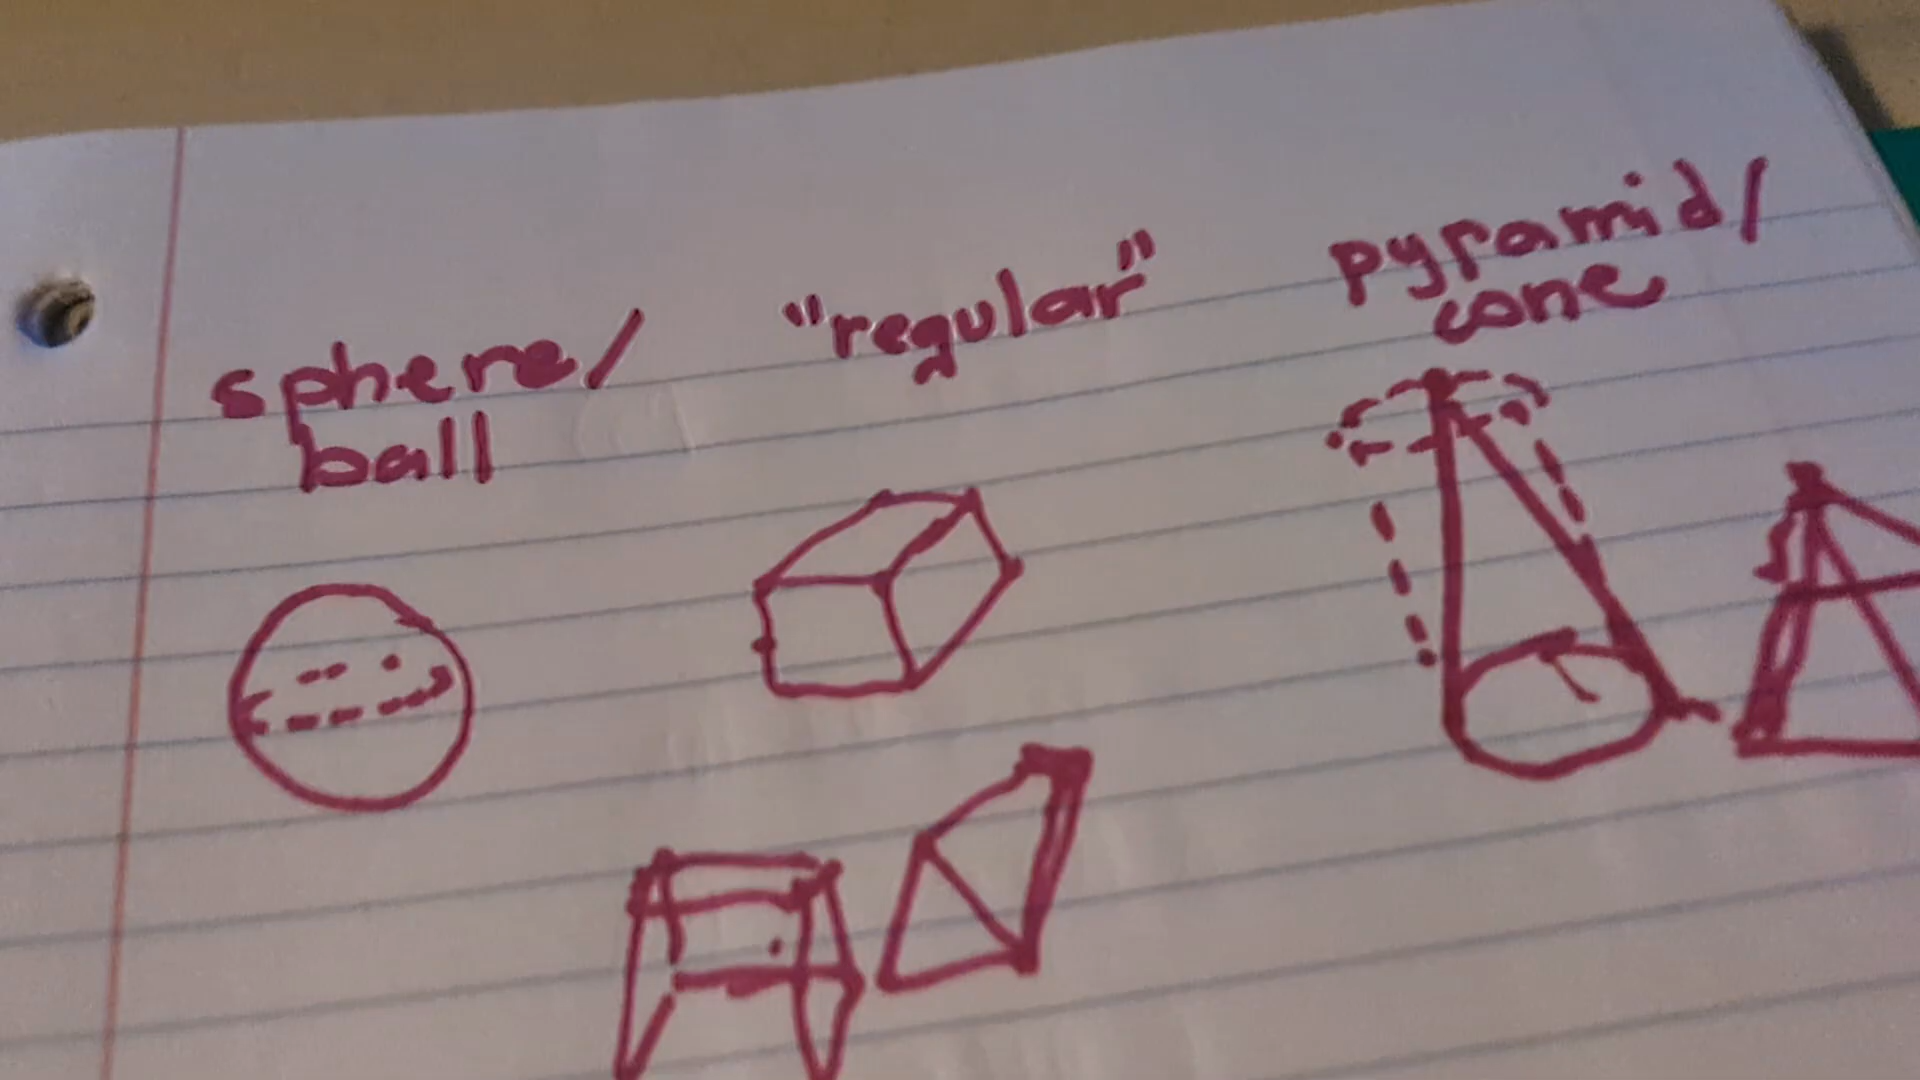 sphere/
ball
"regular"
pyramid/
cone